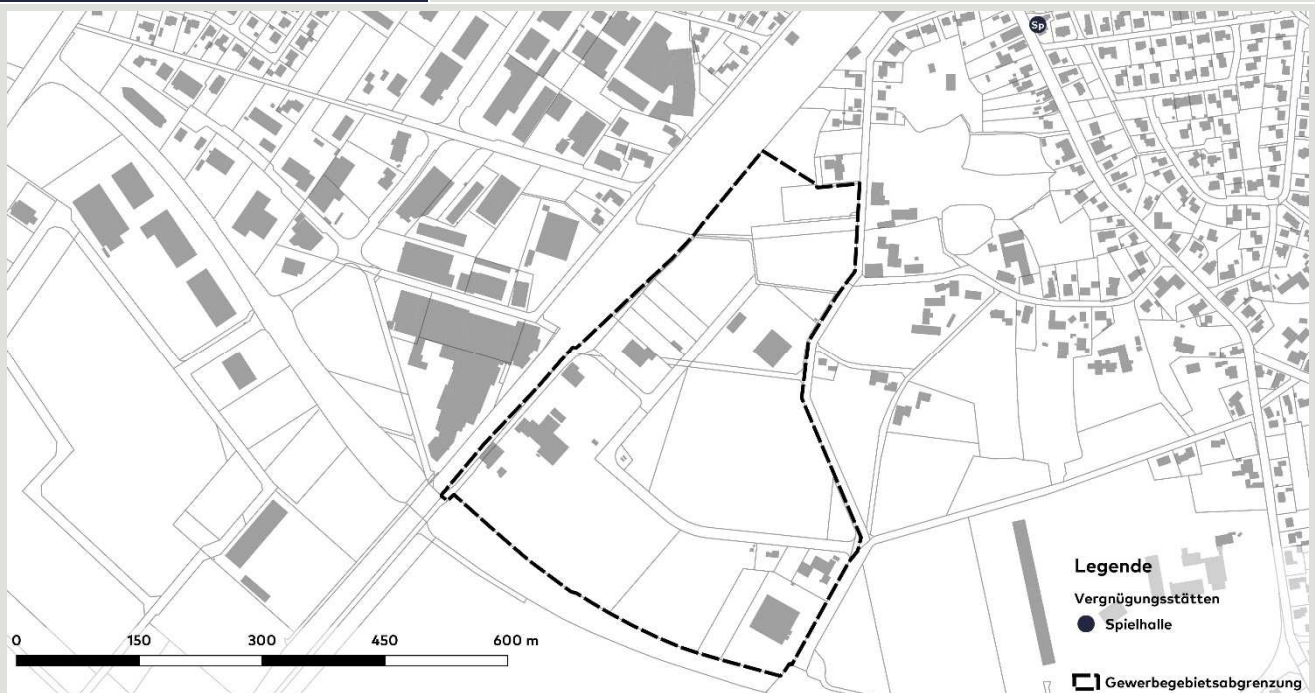 Sp
Legende
Vergnügungsstätten
Spielhalle
0 150 300 450 600 m
Gewerbegebietsabgrenzung